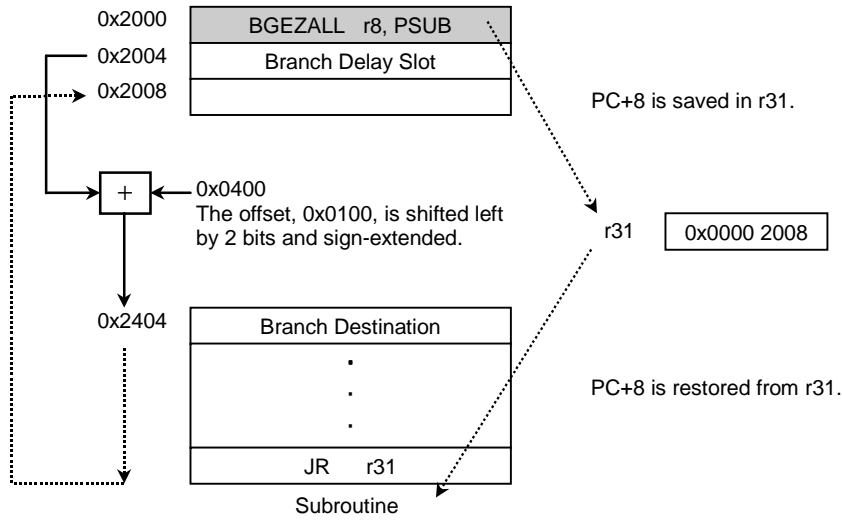 0x2000
BGEZALL r8, PSUB
0x2004
Branch Delay Slot
0x2008
PC+8 is saved in r31.
+
0x0400
The offset, 0x0100, is shifted left
by 2 bits and sign-extended.
r31
0x0000 2008
0x2404
Branch Destination
.
.
.
PC+8 is restored from r31.
JR r31
Subroutine